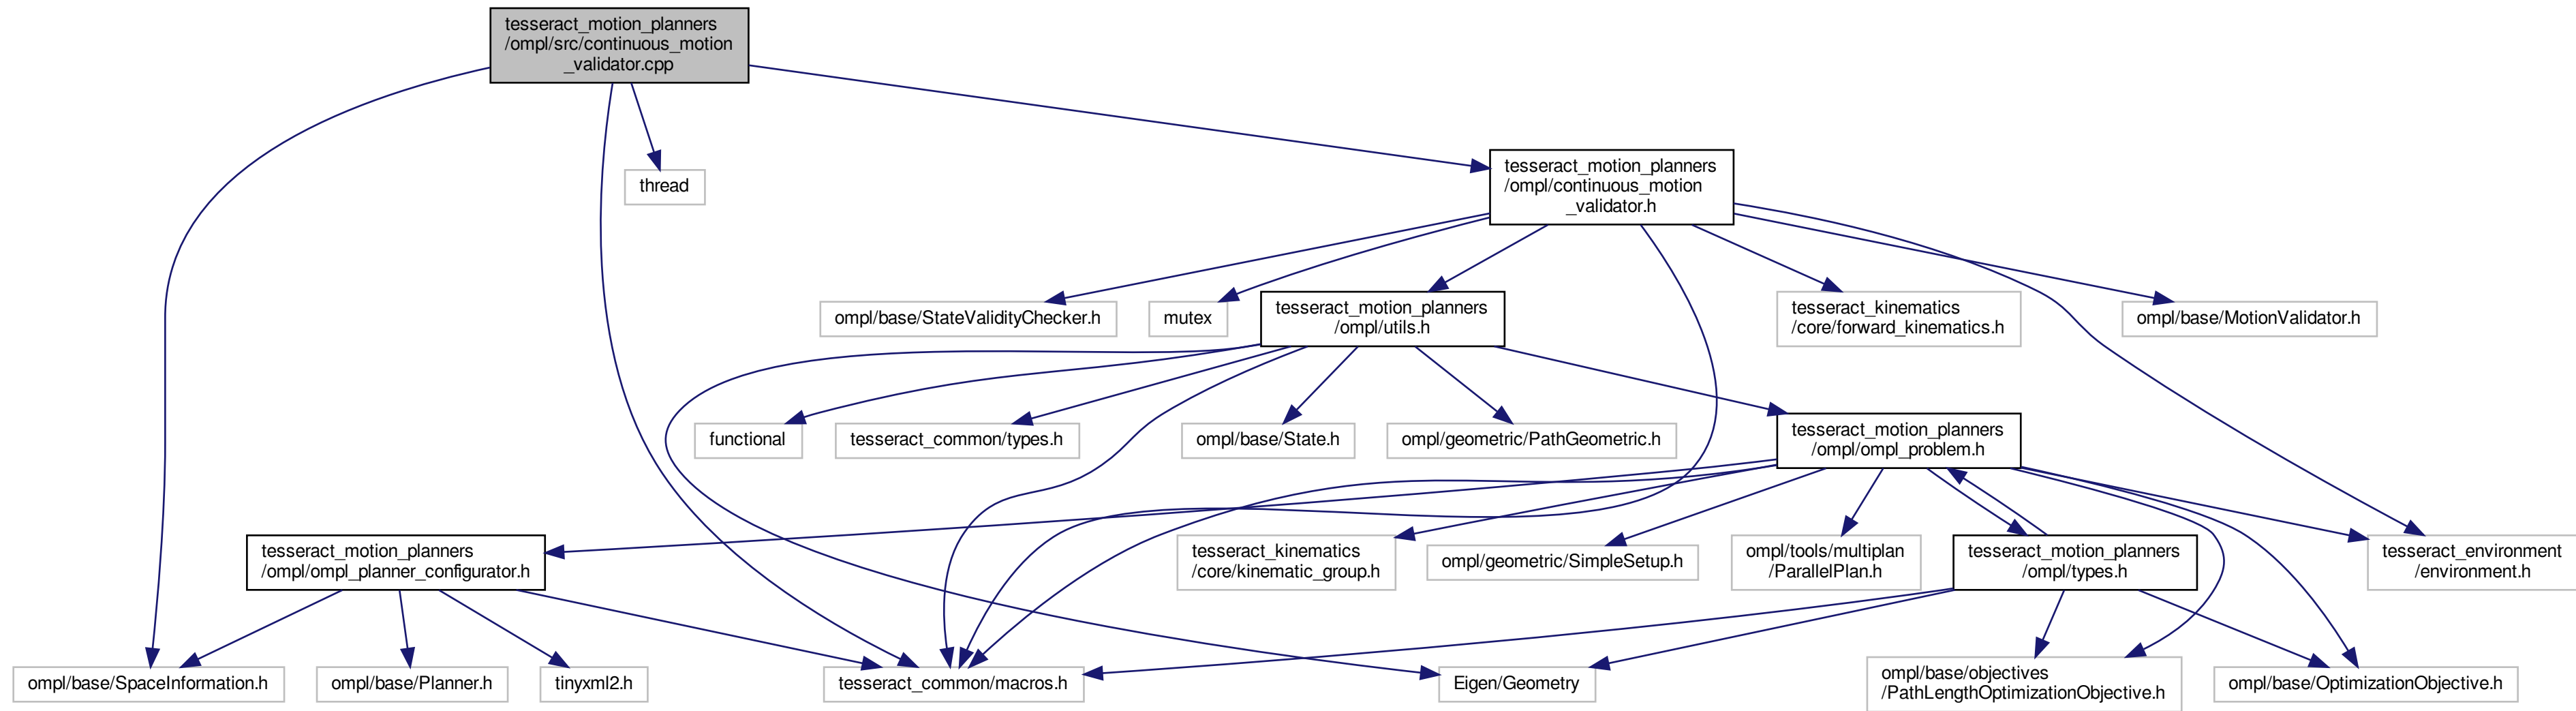 tesseract_motion_planners
/ompl/src/continuous_motion
_validator.cpp
thread
tesseract_motion_planners
/ompl/continuous_motion
_validator.h
ompl/base/StateValidityChecker.h
mutex
tesseract_motion_planners
/ompl/utils.h
tesseract_kinematics
/core/forward_kinematics.h
ompl/base/MotionValidator.h
functional
tesseract_common/types.h
ompl/base/State.h
ompl/geometric/PathGeometric.h
tesseract_motion_planners
/ompl/ompl_problem.h
tesseract_motion_planners
/ompl/ompl_planner_configurator.h
tesseract_kinematics
/core/kinematic_group.h
ompl/geometric/SimpleSetup.h
ompl/tools/multiplan
/ParallelPlan.h
tesseract_motion_planners
/ompl/types.h
tesseract_environment
/environment.h
ompl/base/SpaceInformation.h
ompl/base/Planner.h
tinyxml2.h
tesseract_common/macros.h
Eigen/Geometry
ompl/base/objectives
/PathLengthOptimizationObjective.h
ompl/base/OptimizationObjective.h